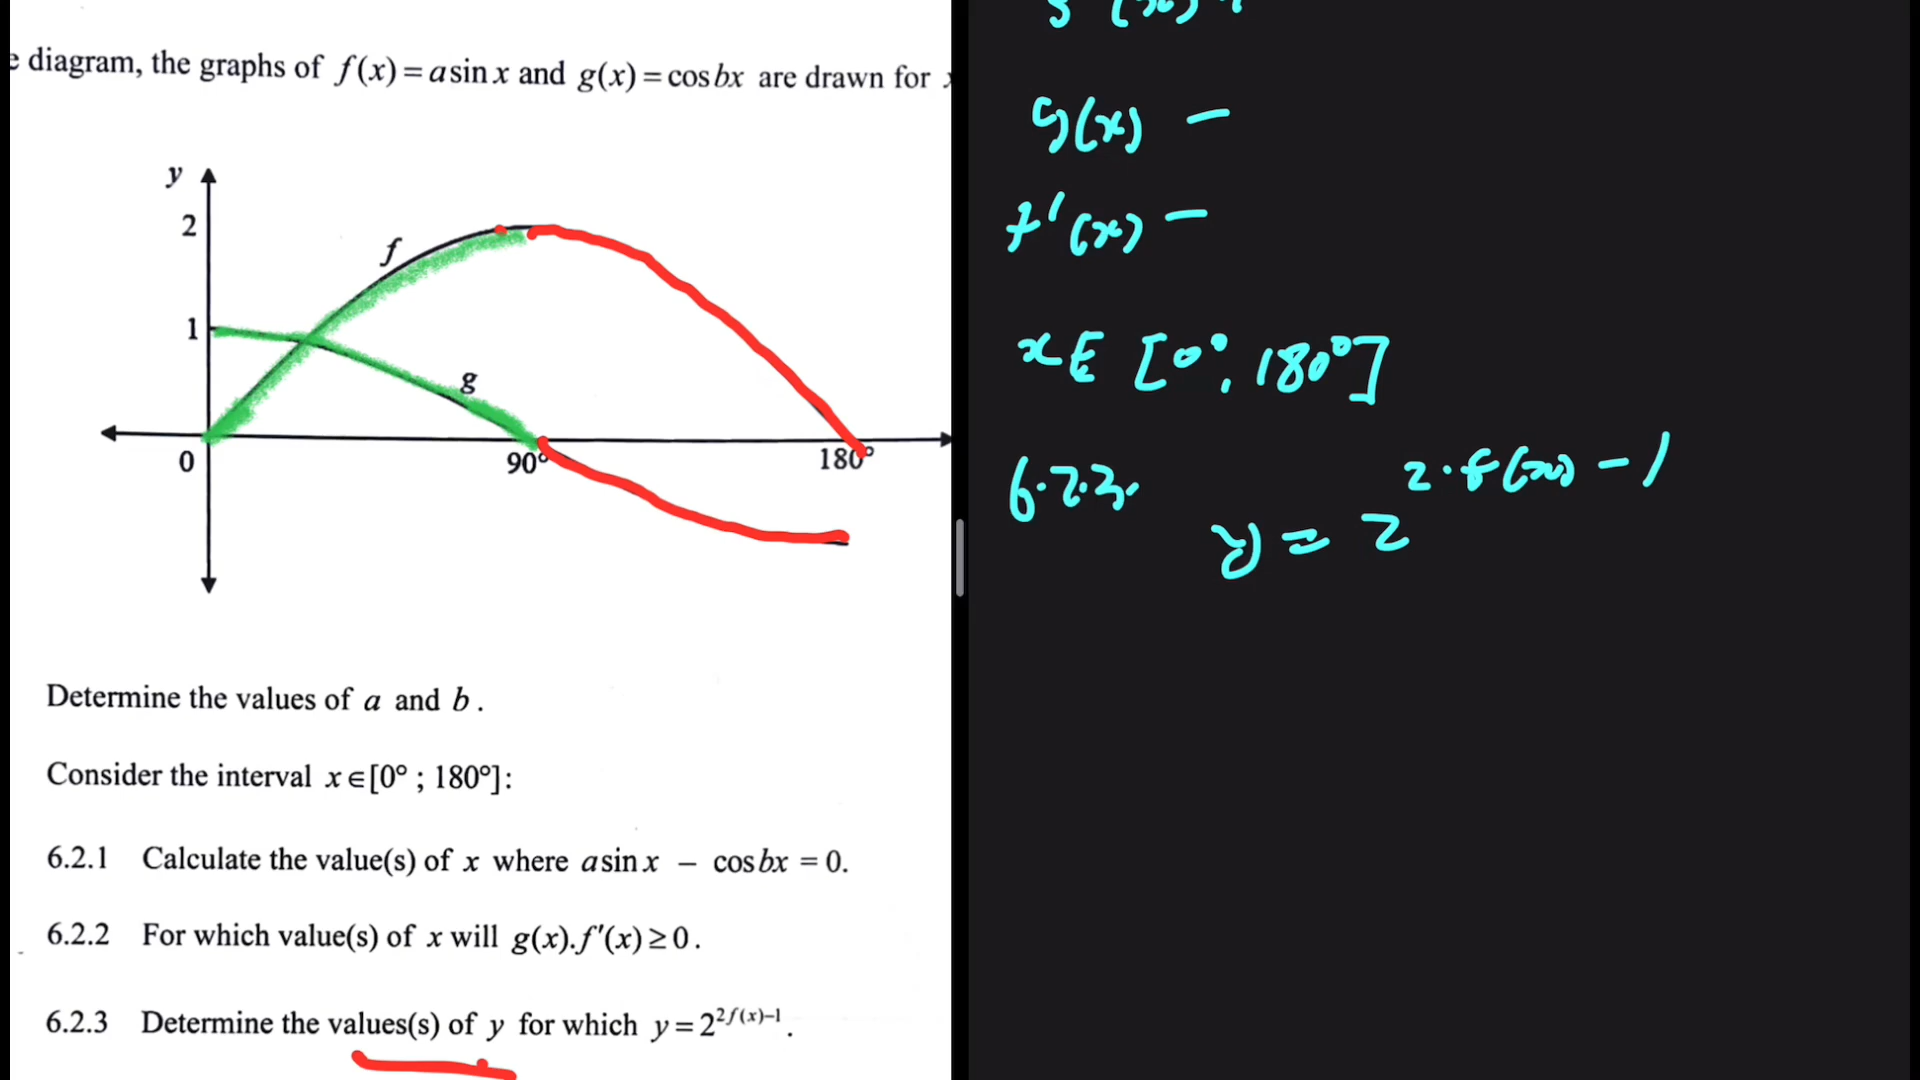 diagram, the graphs of f(x) = a sin x and g(x) = cos bx are drawn for
y
2
f
1
g
0
90°
180°
Determine the values of a and b .
Consider the interval x ∈ [0° ; 180°]:
6.2.1 Calculate the value(s) of x where a sin x − cos bx = 0.
6.2.2 For which value(s) of x will g(x).f′(x) ≥ 0 .
6.2.3 Determine the values(s) of y for which y = 2^{2f(x)−1} .
g(x) −
f'(x) −
x ∈ [0° ; 180°]
6.2.3.
y = 2^{2·f(x) − 1}